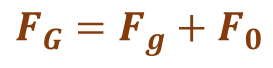 F_G = F_g + F_0